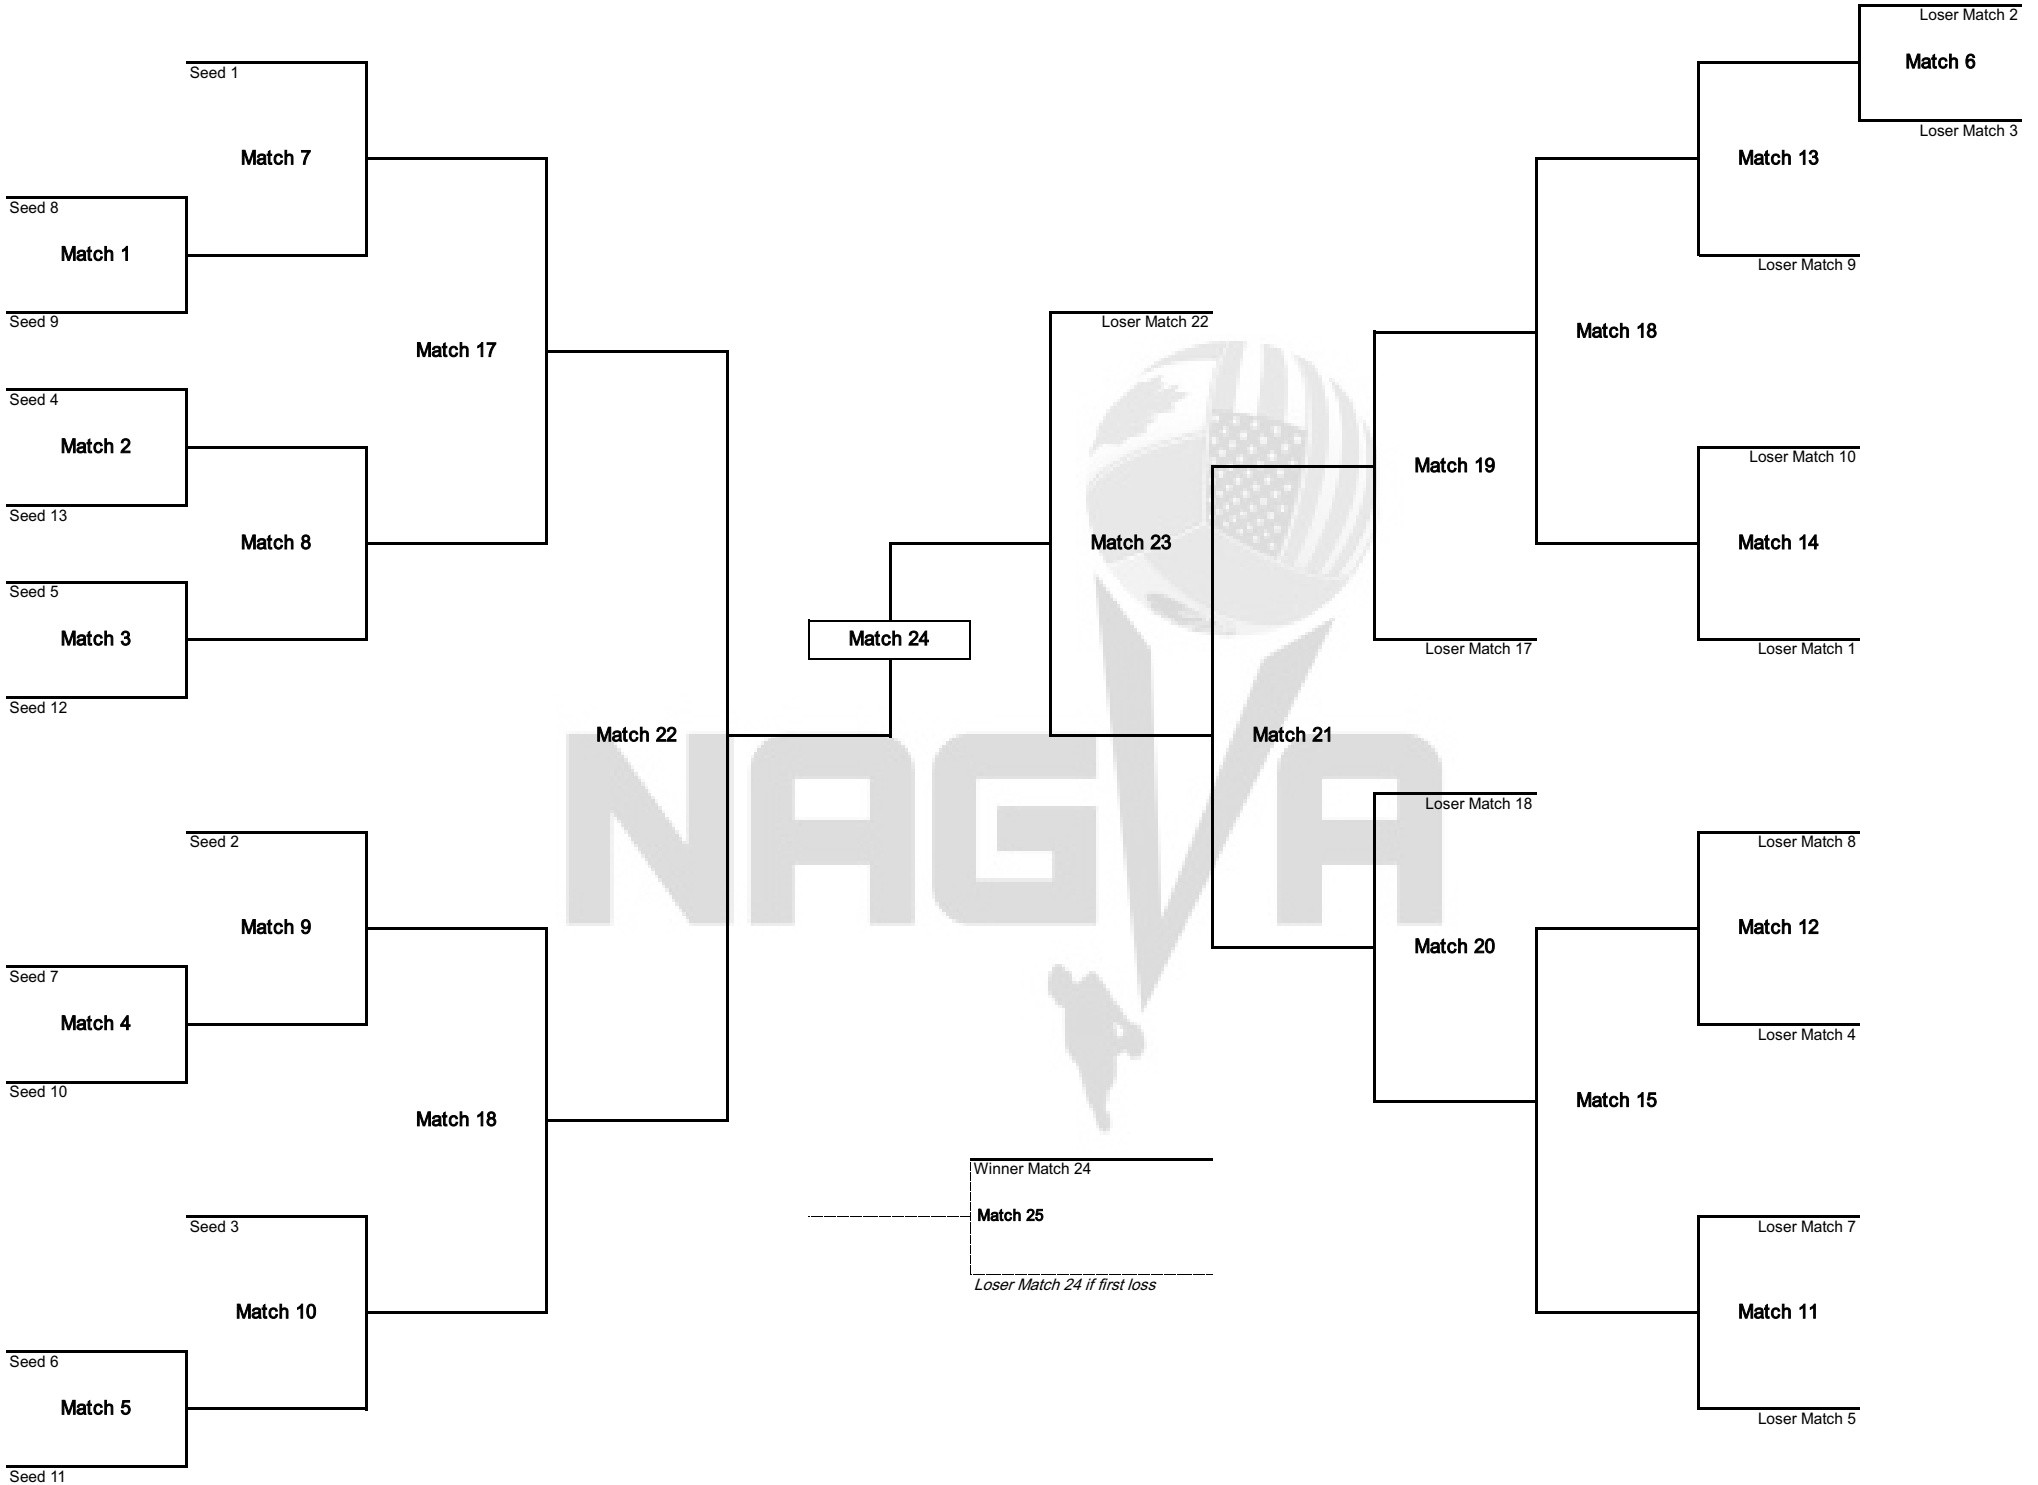 Seed 1
Match 7
Seed 8
Match 1
Seed 9
Match 17
Seed 4
Match 2
Seed 13
Match 8
Seed 5
Match 3
Seed 12
Match 22
Seed 2
Match 9
Seed 7
Match 4
Seed 10
Match 18
Seed 3
Match 10
Seed 6
Match 5
Seed 11
Match 24
Loser Match 22
Match 23
Match 21
NAGVA
Winner Match 24
Match 25
Loser Match 24 if first loss
Loser Match 2
Match 6
Loser Match 3
Match 13
Loser Match 9
Match 18
Match 19
Loser Match 10
Match 14
Loser Match 1
Loser Match 17
Loser Match 18
Match 20
Loser Match 8
Match 12
Loser Match 4
Match 15
Loser Match 7
Match 11
Loser Match 5